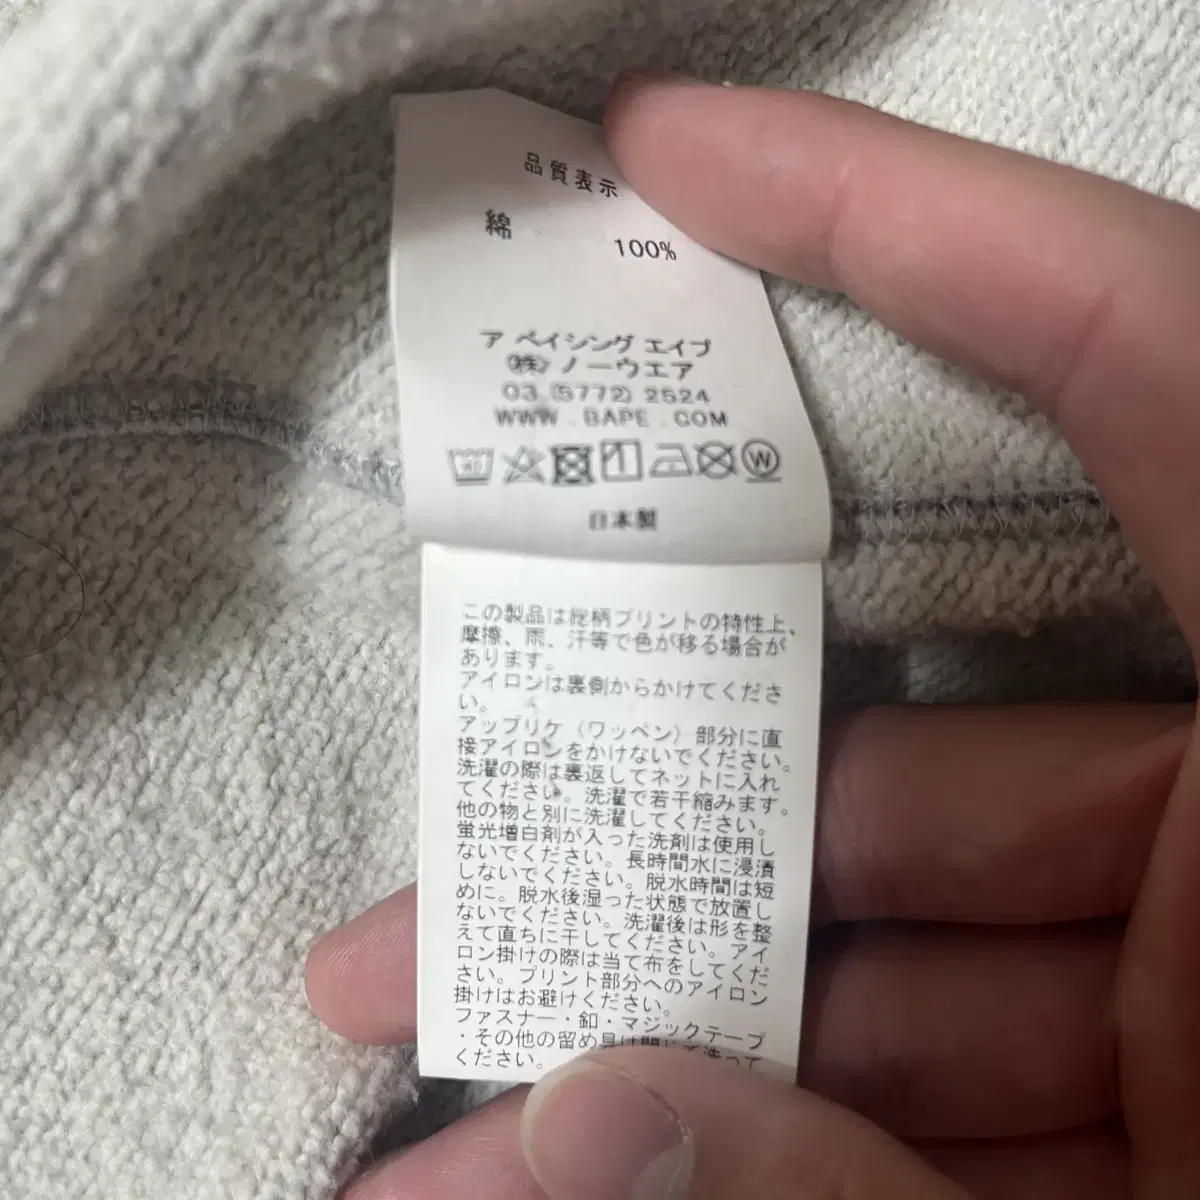 品質表示
綿
100%
ア ベイシング エイプ
(株) ノーウエア
03 (5772) 2524
WWW . BAPE . COM
W
日本製
この製品は総柄プリントの特性上、
摩擦、雨、汗等で色が移る場合が
あります。
アイロンは裏側からかけてくださ
い。
アップリケ（ワッペン）部分に直
接アイロンをかけないでください。
洗濯の際は裏返してネットに入れ
てください。洗濯で若干縮みます。
他の物と別に洗濯してください。
蛍光増白剤が入った洗剤は使用し
ないでください。長時間水に浸漬
しないでください。脱水時間は短
めに。脱水後湿った状態で放置し
ないでください。洗濯後は形を整
えて直ちに干してください。アイ
ロン掛けの際は当て布をしてくだ
さい。プリント部分へのアイロン
掛けはお避けください。
ファスナー・釦・マジックテープ
・その他の留め具は閉じて洗って
ください。